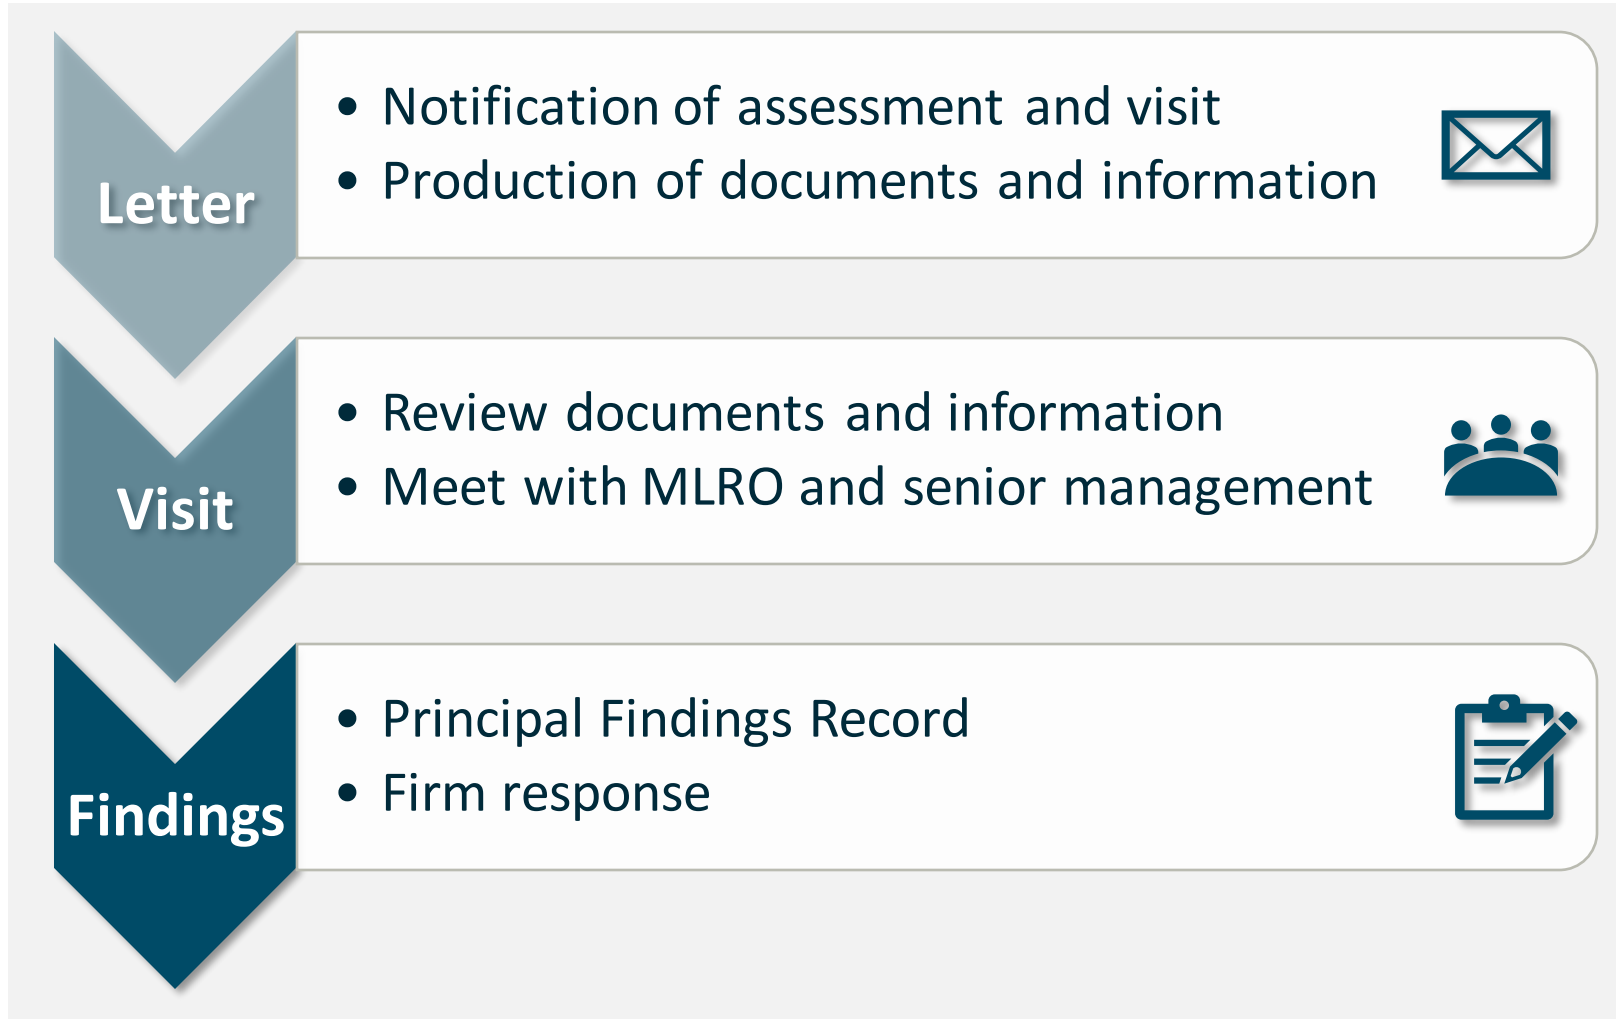 Letter
• Notification of assessment and visit
• Production of documents and information
Visit
• Review documents and information
• Meet with MLRO and senior management
Findings
• Principal Findings Record
• Firm response